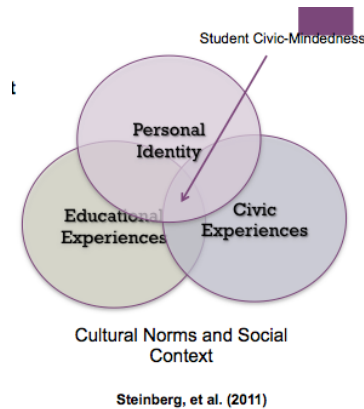 Student Civic-Mindedness
t
Personal
Identity
Educational
Experiences
Civic
Experiences
Cultural Norms and Social
Context
Steinberg, et al. (2011)